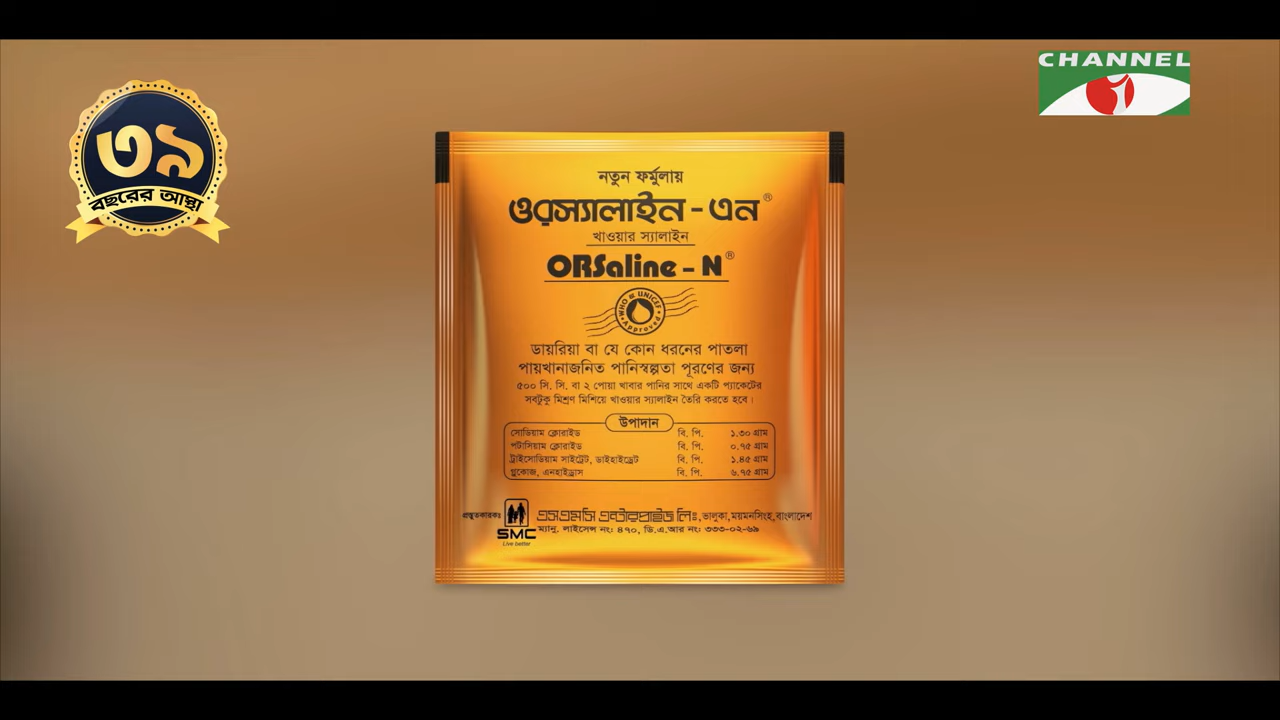 ৩৯
বছরের আস্থা
CHANNEL
নতুন ফর্মুলায়
ওরস্যালাইন - এন®
খাওয়ার স্যালাইন
ORSaline - N®
WHO & UNICEF
Approved
ডায়রিয়া বা যে কোন ধরনের পাতলা
পায়খানাজনিত পানিস্বল্পতা পূরণের জন্য
৫০০ সি. সি. বা ২ পোয়া খাবার পানির সাথে একটি প্যাকেটের
সবটুকু মিশ্রণ মিশিয়ে খাওয়ার স্যালাইন তৈরি করতে হবে।
উপাদান
সোডিয়াম ক্লোরাইড বি. পি. ১.৩০ গ্রাম
পটাসিয়াম ক্লোরাইড বি. পি. ০.৭৫ গ্রাম
ট্রাইসোডিয়াম সাইট্রেট, ডাইহাইড্রেট বি. পি. ১.৪৫ গ্রাম
গ্লুকোজ, এনহাইড্রাস বি. পি. ৬.৭৫ গ্রাম
প্রস্তুতকারকঃ এসএমসি এন্টারপ্রাইজ লিঃ, ভালুকা, ময়মনসিংহ, বাংলাদেশ
SMC ম্যানু. লাইসেন্স নং: ৪৭০, ডি.এ.আর নং: ৩৩৩-০২-৬৯
Live better